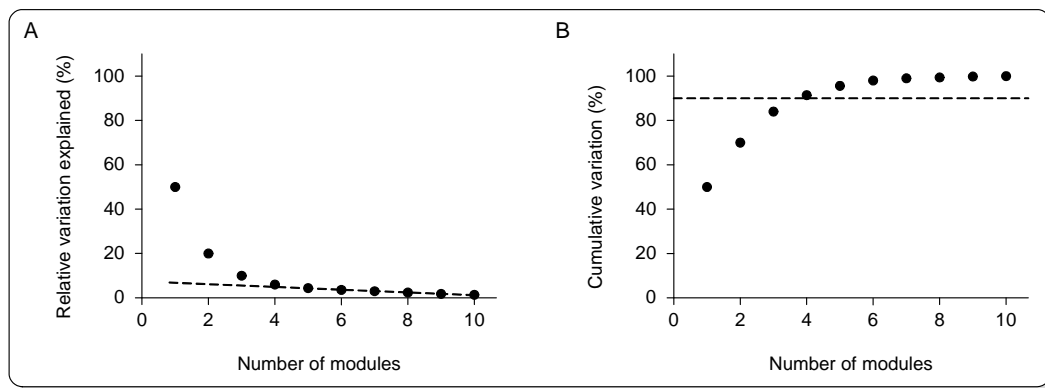 A
Relative variation explained (%)
100
80
60
40
20
0
0 2 4 6 8 10
Number of modules
B
Cumulative variation (%)
100
80
60
40
20
0
0 2 4 6 8 10
Number of modules